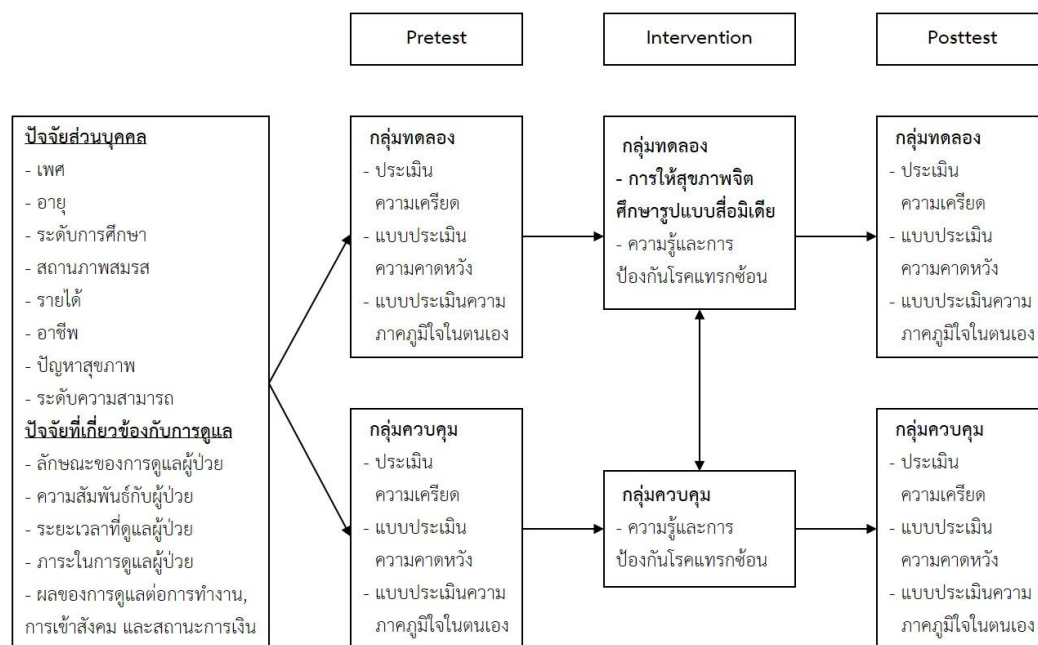 Pretest
Intervention
Posttest
ปัจจัยส่วนบุคคล
- เพศ
- อายุ
- ระดับการศึกษา
- สถานภาพสมรส
- รายได้
- อาชีพ
- ปัญหาสุขภาพ
- ระดับความสามารถ
ปัจจัยที่เกี่ยวข้องกับการดูแล
- ลักษณะของการดูแลผู้ป่วย
- ความสัมพันธ์กับผู้ป่วย
- ระยะเวลาที่ดูแลผู้ป่วย
- ภาระในการดูแลผู้ป่วย
- ผลของการดูแลต่อการทำงาน,
การเข้าสังคม และสถานะการเงิน
กลุ่มทดลอง
- ประเมิน
ความเครียด
- แบบประเมิน
ความคาดหวัง
- แบบประเมินความ
ภาคภูมิใจในตนเอง
กลุ่มทดลอง
- การให้สุขภาพจิต
ศึกษารูปแบบสื่อมิเดีย
- ความรู้และการ
ป้องกันโรคแทรกซ้อน
กลุ่มทดลอง
- ประเมิน
ความเครียด
- แบบประเมิน
ความคาดหวัง
- แบบประเมินความ
ภาคภูมิใจในตนเอง
กลุ่มควบคุม
- ประเมิน
ความเครียด
- แบบประเมิน
ความคาดหวัง
- แบบประเมินความ
ภาคภูมิใจในตนเอง
กลุ่มควบคุม
- ความรู้และการ
ป้องกันโรคแทรกซ้อน
กลุ่มควบคุม
- ประเมิน
ความเครียด
- แบบประเมิน
ความคาดหวัง
- แบบประเมินความ
ภาคภูมิใจในตนเอง